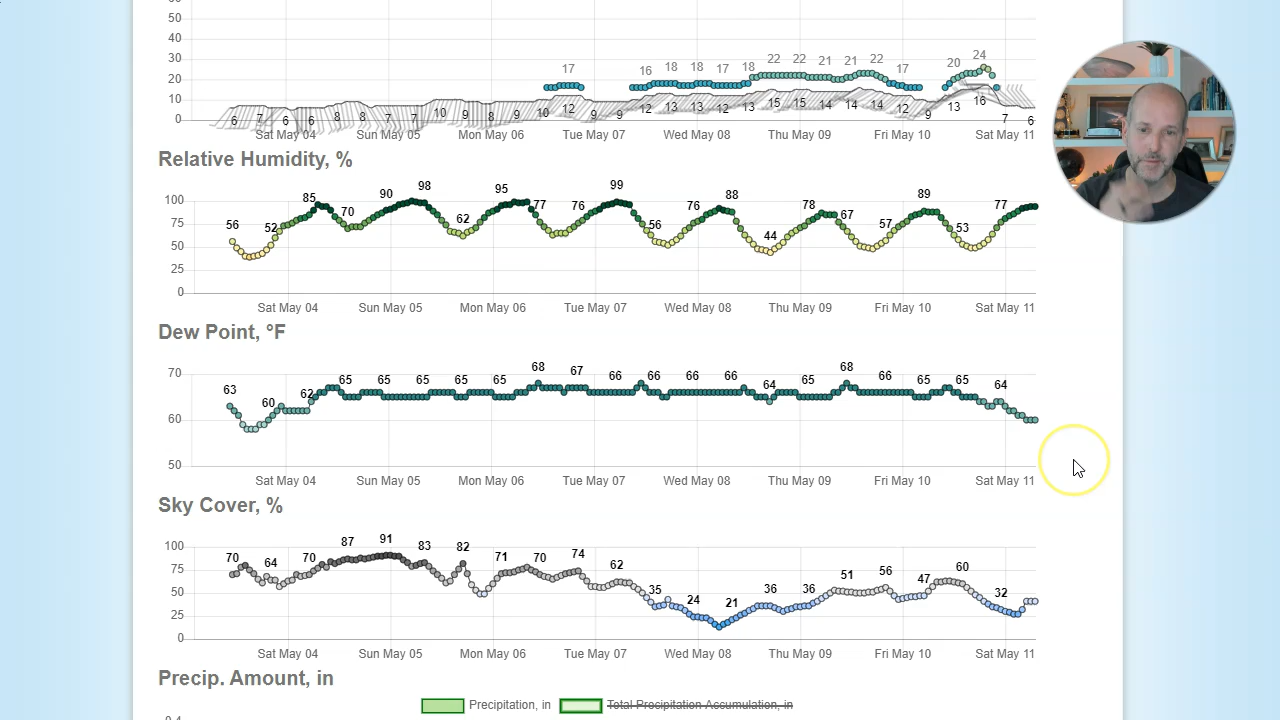 50
40
30
20
10
0
17 16 18 18 17 18 22 22 21 21 22 17 20 24
6 7 6 6 8 8 7 7 10 9 8 9 10 12 9 9 12 13 13 12 13 15 15 14 14 14 12 9 13 16 7 6
Sat May 04 Sun May 05 Mon May 06 Tue May 07 Wed May 08 Thu May 09 Fri May 10 Sat May 11
Relative Humidity, %
100
75
50
25
0
56 52 85 70 90 98 62 95 77 76 99 56 76 88 44 78 67 57 89 53 77
Sat May 04 Sun May 05 Mon May 06 Tue May 07 Wed May 08 Thu May 09 Fri May 10 Sat May 11
Dew Point, °F
70
60
50
63 60 62 65 65 65 65 65 68 67 66 66 66 66 64 65 68 66 65 65 64
Sat May 04 Sun May 05 Mon May 06 Tue May 07 Wed May 08 Thu May 09 Fri May 10 Sat May 11
Sky Cover, %
100
75
50
25
0
70 64 70 87 91 83 82 71 70 74 62 35 24 21 36 36 51 56 47 60 32
Sat May 04 Sun May 05 Mon May 06 Tue May 07 Wed May 08 Thu May 09 Fri May 10 Sat May 11
Precip. Amount, in
Precipitation, in Total Precipitation Accumulation, in